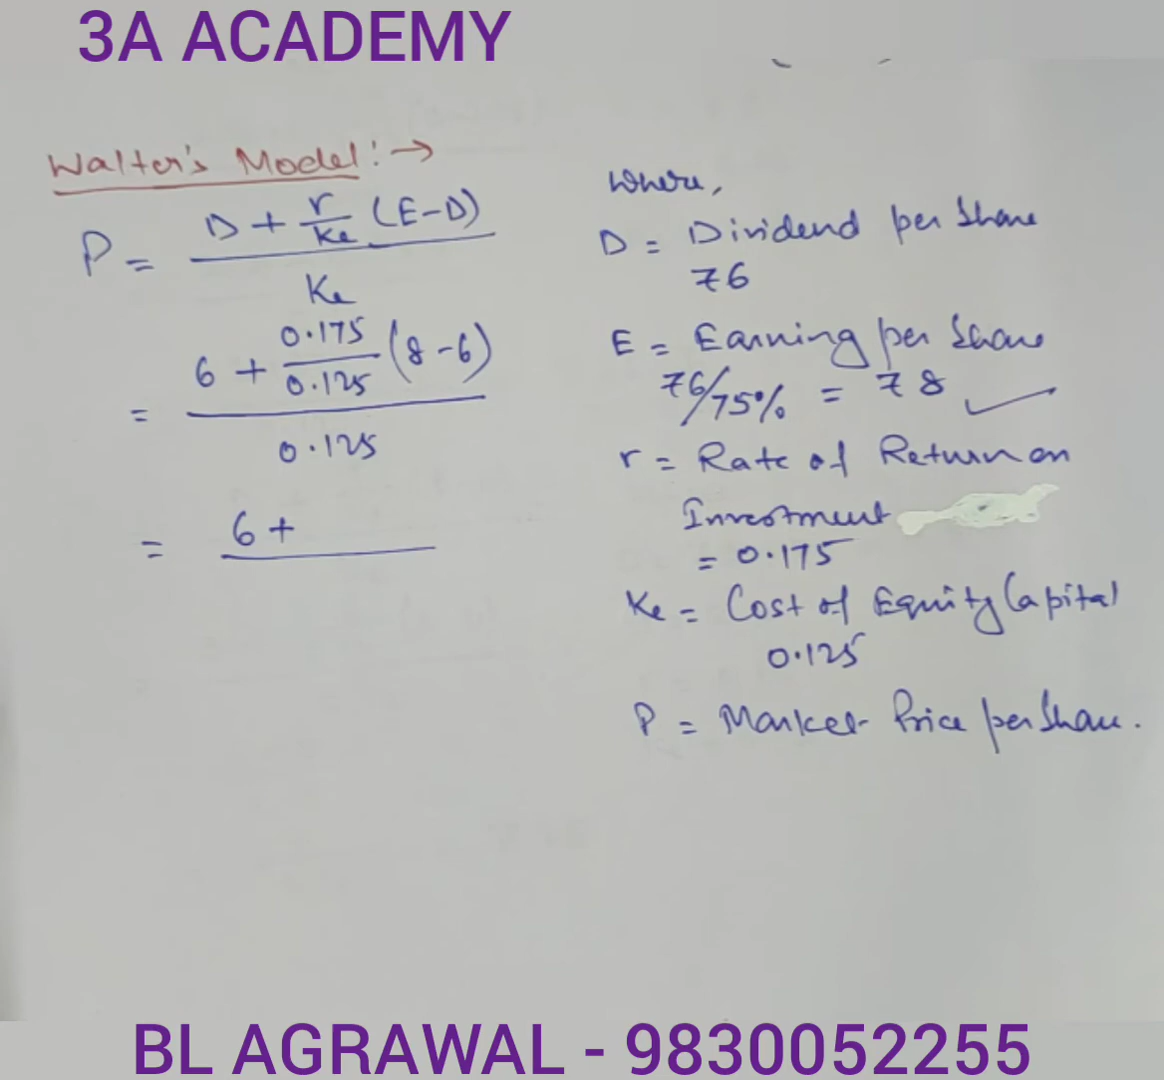 3A ACADEMY
Walter's Model:→
P = D + r/Ke (E-D)
Ke
= 6 + 0.175/0.125 (8-6)
0.125
= 6 +
where,
D = Dividend per Share
₹6
E = Earning per Share
₹6/75% = ₹8 ✓
r = Rate of Return on
Investment
= 0.175
Ke = Cost of Equity Capital
0.125
P = Market Price per Share.
BL AGRAWAL - 9830052255